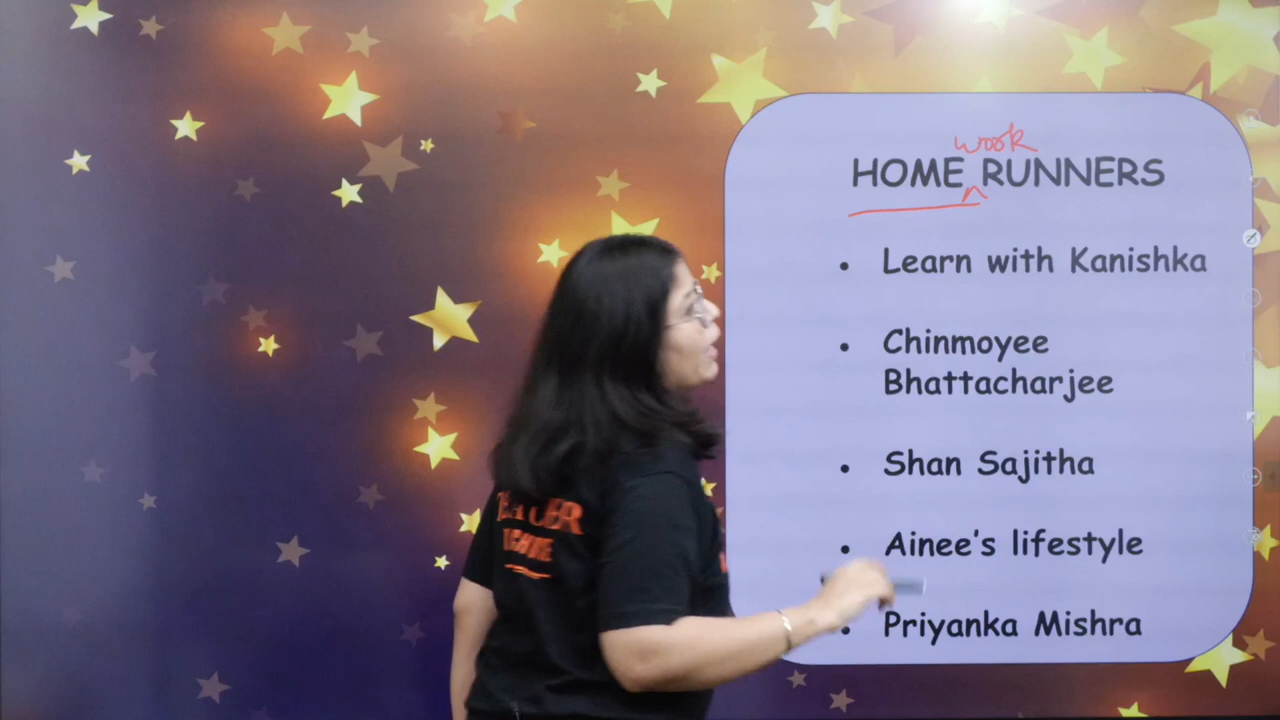 work
HOME RUNNERS
Learn with Kanishka
Chinmoyee
Bhattacharjee
Shan Sajitha
Ainee's lifestyle
Priyanka Mishra